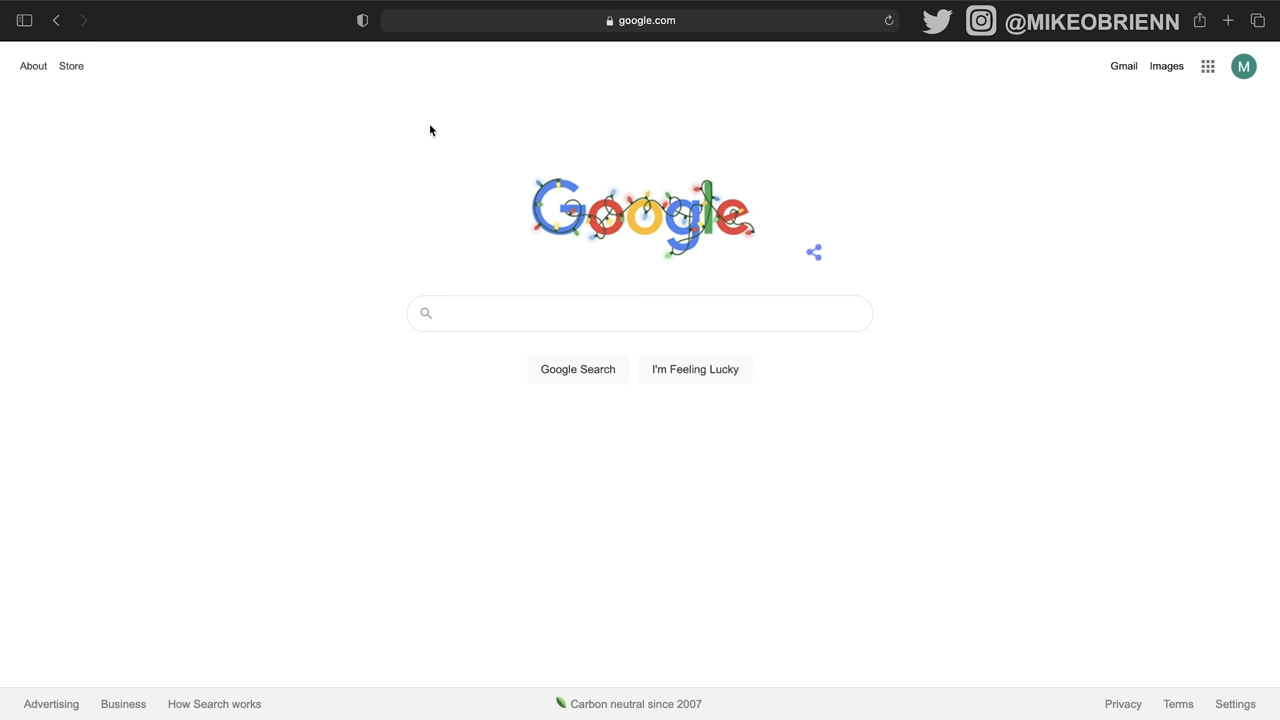 google.com
@MIKEOBRIENN
About Store
Gmail Images M
Google
Google Search I'm Feeling Lucky
Advertising Business How Search works
Carbon neutral since 2007
Privacy Terms Settings